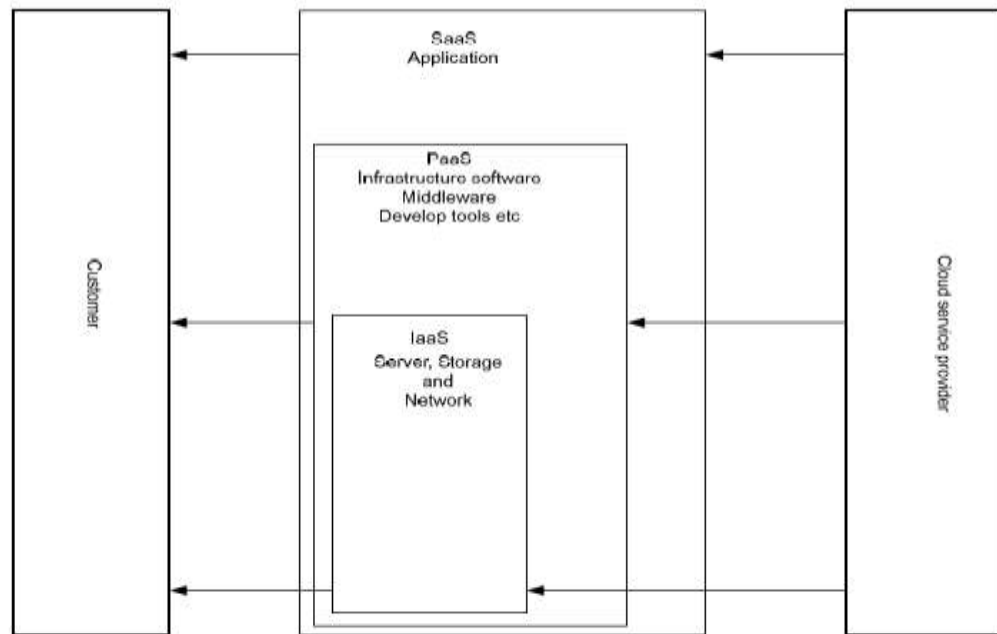 SaaS
Application
PaaS
Infrastructure software
Middleware
Develop tools etc
Customer
Cloud service provider
IaaS
Server, Storage
and
Network